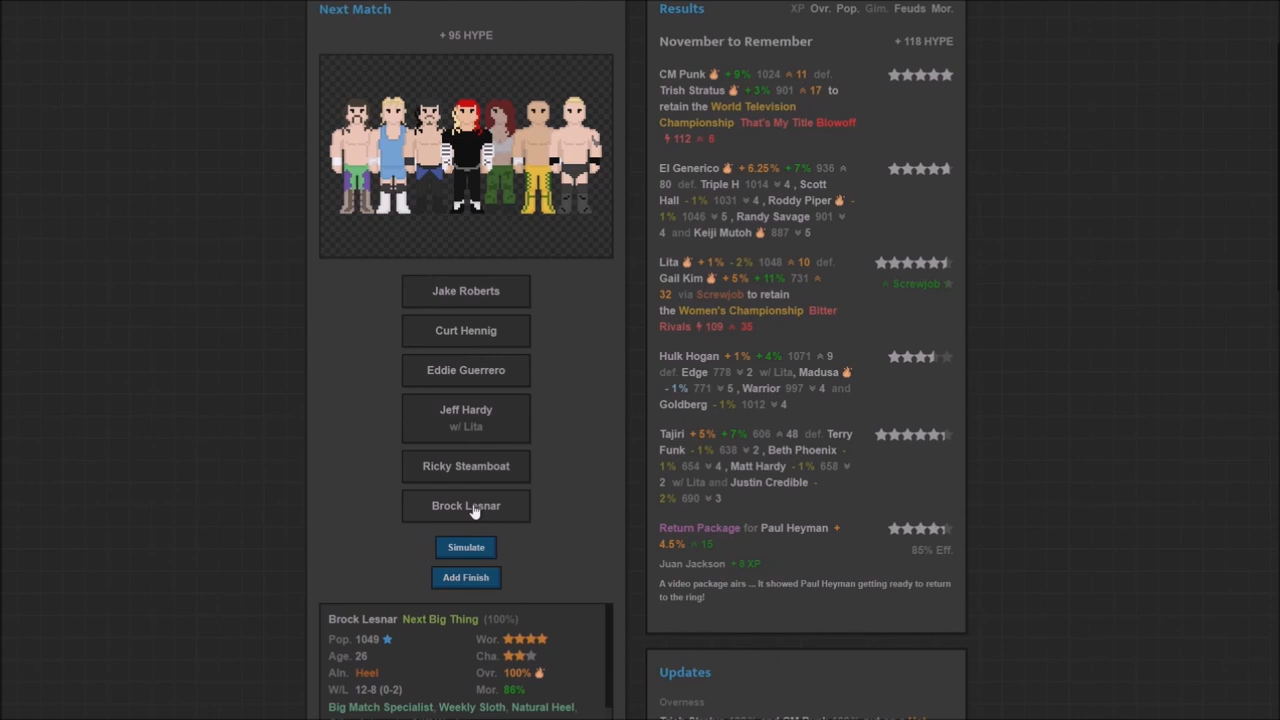 Next Match
+ 95 HYPE
Jake Roberts
Curt Hennig
Eddie Guerrero
Jeff Hardy
w/ Lita
Ricky Steamboat
Brock Lesnar
Simulate
Add Finish
Brock Lesnar Next Big Thing (100%)
Pop. 1049
Wor.
Age. 26
Cha.
Aln. Heel
Ovr. 100%
W/L 12-8 (0-2)
Mor. 86%
Big Match Specialist, Weekly Sloth, Natural Heel,
Results
XP Ovr. Pop. Gim. Feuds Mor.
November to Remember
+ 118 HYPE
CM Punk + 9% 1024 11 def.
Trish Stratus + 3% 901 17 to
retain the World Television
Championship That's My Title Blowoff
112 6
El Generico + 6.25% + 7% 936
80 def. Triple H 1014 4 , Scott
Hall - 1% 1031 4 , Roddy Piper -
1% 1046 5 , Randy Savage 901
4 and Keiji Mutoh 887 5
Lita + 1% - 2% 1048 10 def.
Gail Kim + 5% + 11% 731
32 via Screwjob to retain
the Women's Championship Bitter
Rivals 109 35
Screwjob
Hulk Hogan + 1% + 4% 1071 9
def. Edge 778 2 w/ Lita, Madusa
- 1% 771 5 , Warrior 997 4 and
Goldberg - 1% 1012 4
Tajiri + 5% + 7% 606 48 def. Terry
Funk - 1% 638 2 , Beth Phoenix -
1% 654 4 , Matt Hardy - 1% 658
2 w/ Lita and Justin Credible -
2% 690 3
Return Package for Paul Heyman +
4.5% 15
85% Eff.
Juan Jackson + 8 XP
A video package airs ... It showed Paul Heyman getting ready to return
to the ring!
Updates
Overness